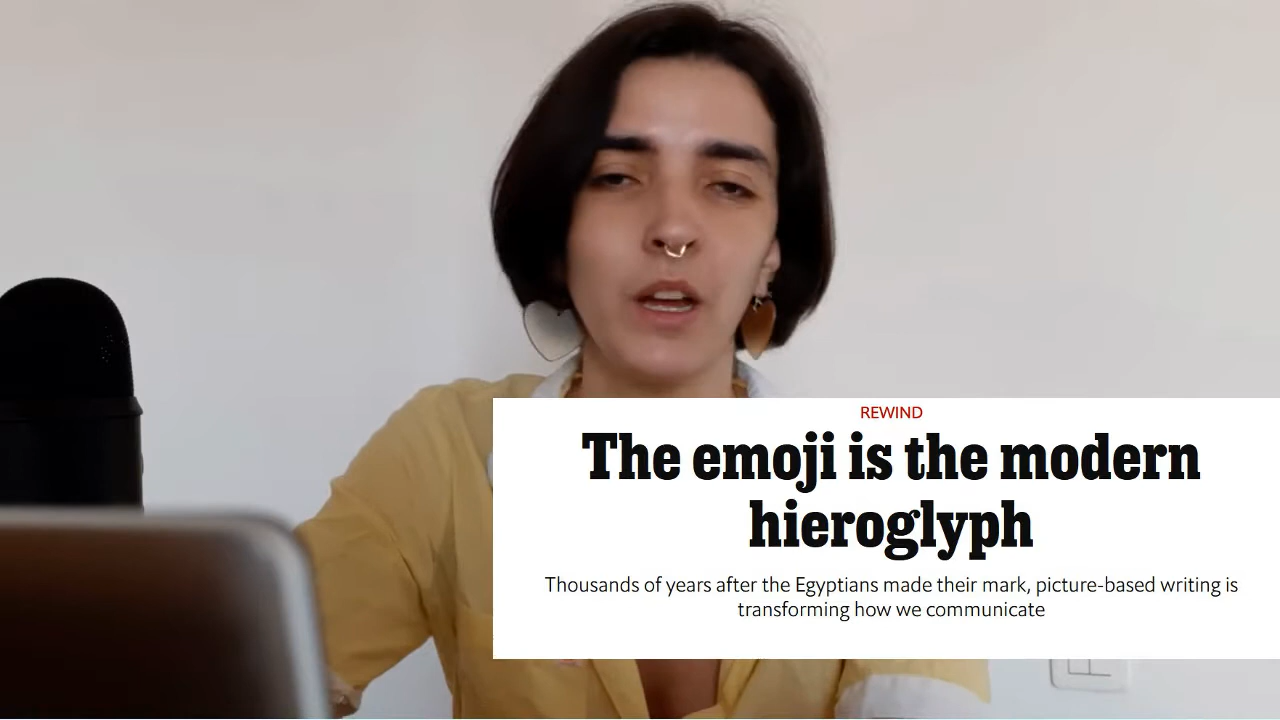 REWIND
The emoji is the modern
hieroglyph
Thousands of years after the Egyptians made their mark, picture-based writing is
transforming how we communicate